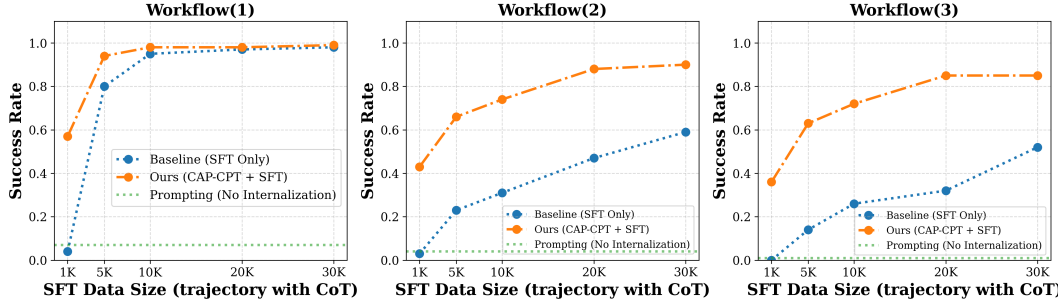 Workflow(1)
Success Rate
1.0
0.8
0.6
0.4
0.2
0.0
Baseline (SFT Only)
Ours (CAP-CPT + SFT)
Prompting (No Internalization)
1K
5K
10K
20K
30K
SFT Data Size (trajectory with CoT)
Workflow(2)
Success Rate
1.0
0.8
0.6
0.4
0.2
0.0
Baseline (SFT Only)
Ours (CAP-CPT + SFT)
Prompting (No Internalization)
1K
5K
10K
20K
30K
SFT Data Size (trajectory with CoT)
Workflow(3)
Success Rate
1.0
0.8
0.6
0.4
0.2
0.0
Baseline (SFT Only)
Ours (CAP-CPT + SFT)
Prompting (No Internalization)
1K
5K
10K
20K
30K
SFT Data Size (trajectory with CoT)